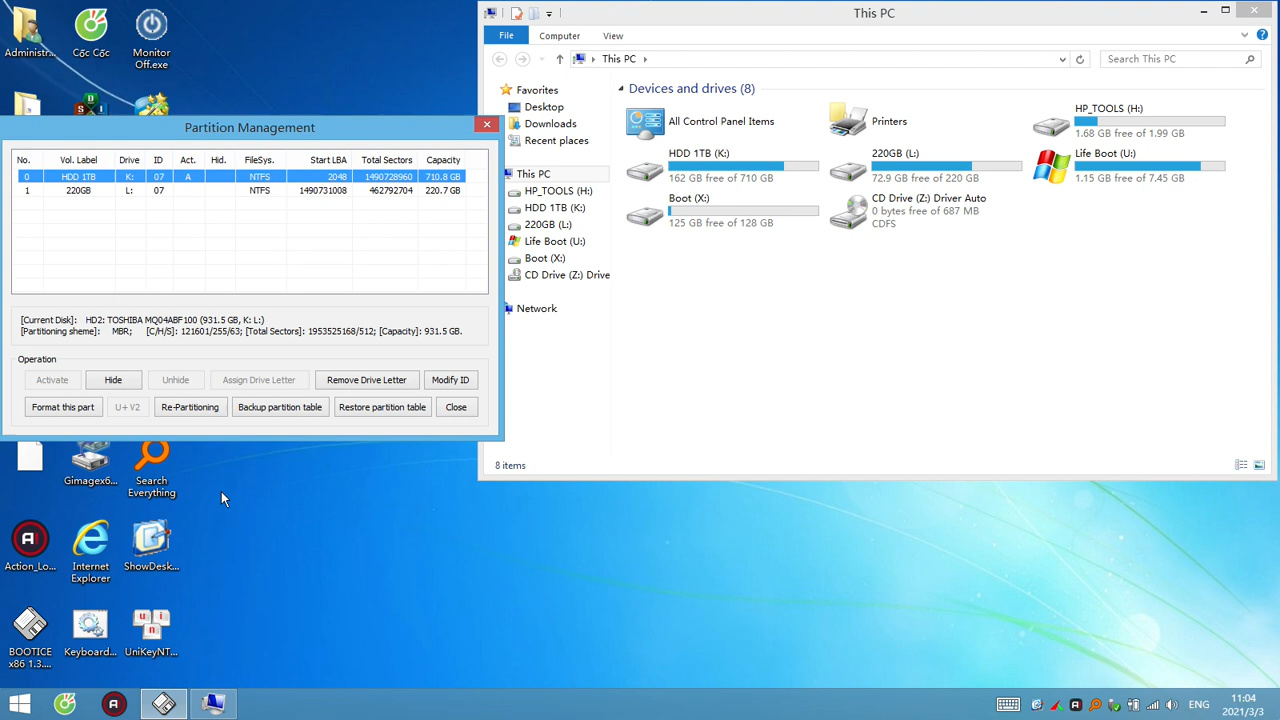 Administr...
Cốc Cốc
Monitor
Off.exe
Partition Management
No.
Vol. Label
Drive
ID
Act.
Hid.
FileSys.
Start LBA
Total Sectors
Capacity
0
HDD 1TB
K:
07
A
NTFS
2048
1490728960
710.8 GB
1
220GB
L:
07
NTFS
1490731008
462792704
220.7 GB
[Current Disk]: HD2: TOSHIBA MQ04ABF100 (931.5 GB, K: L:)
[Partitioning sheme]: MBR; [C/H/S]: 121601/255/63; [Total Sectors]: 1953525168/512; [Capacity]: 931.5 GB.
Operation
Activate
Hide
Unhide
Assign Drive Letter
Remove Drive Letter
Modify ID
Format this part
U+ V2
Re-Partitioning
Backup partition table
Restore partition table
Close
Gimagex6...
Search
Everything
Action_Lo...
Internet
Explorer
ShowDesk...
BOOTICE
x86 1.3....
Keyboard...
UniKeyNT...
This PC
File
Computer
View
This PC
Search This PC
Favorites
Desktop
Downloads
Recent places
This PC
HP_TOOLS (H:)
HDD 1TB (K:)
220GB (L:)
Life Boot (U:)
Boot (X:)
CD Drive (Z:) Drive
Network
Devices and drives (8)
All Control Panel Items
Printers
HP_TOOLS (H:)
1.68 GB free of 1.99 GB
HDD 1TB (K:)
162 GB free of 710 GB
220GB (L:)
72.9 GB free of 220 GB
Life Boot (U:)
1.15 GB free of 7.45 GB
Boot (X:)
125 GB free of 128 GB
CD Drive (Z:) Driver Auto
0 bytes free of 687 MB
CDFS
8 items
ENG
11:04
2021/3/3